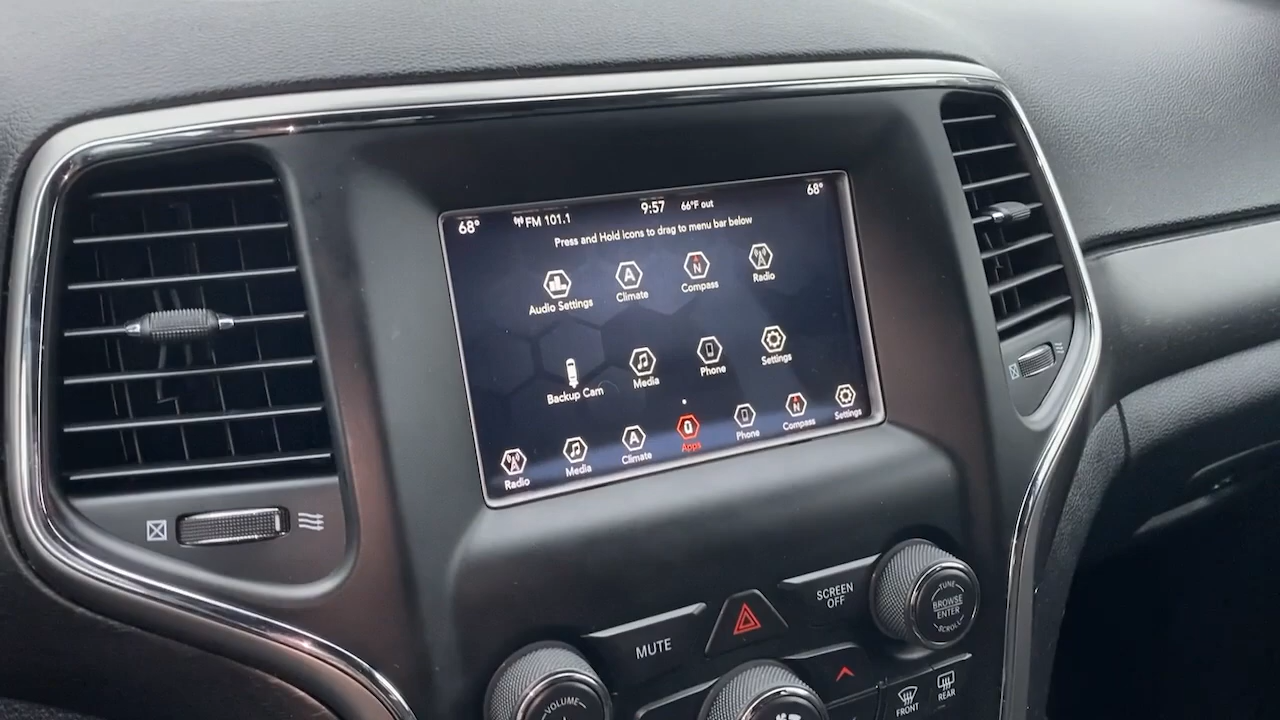 68°
FM 101.1
9:57
66°F out
68°
Press and Hold icons to drag to menu bar below
Audio Settings
A
Climate
N
Compass
Radio
Backup Cam
Media
Phone
Settings
Radio
Media
A
Climate
Apps
Phone
N
Compass
Settings
MUTE
SCREEN
OFF
TUNE
BROWSE
ENTER
SCROLL
VOLUME
FRONT
REAR